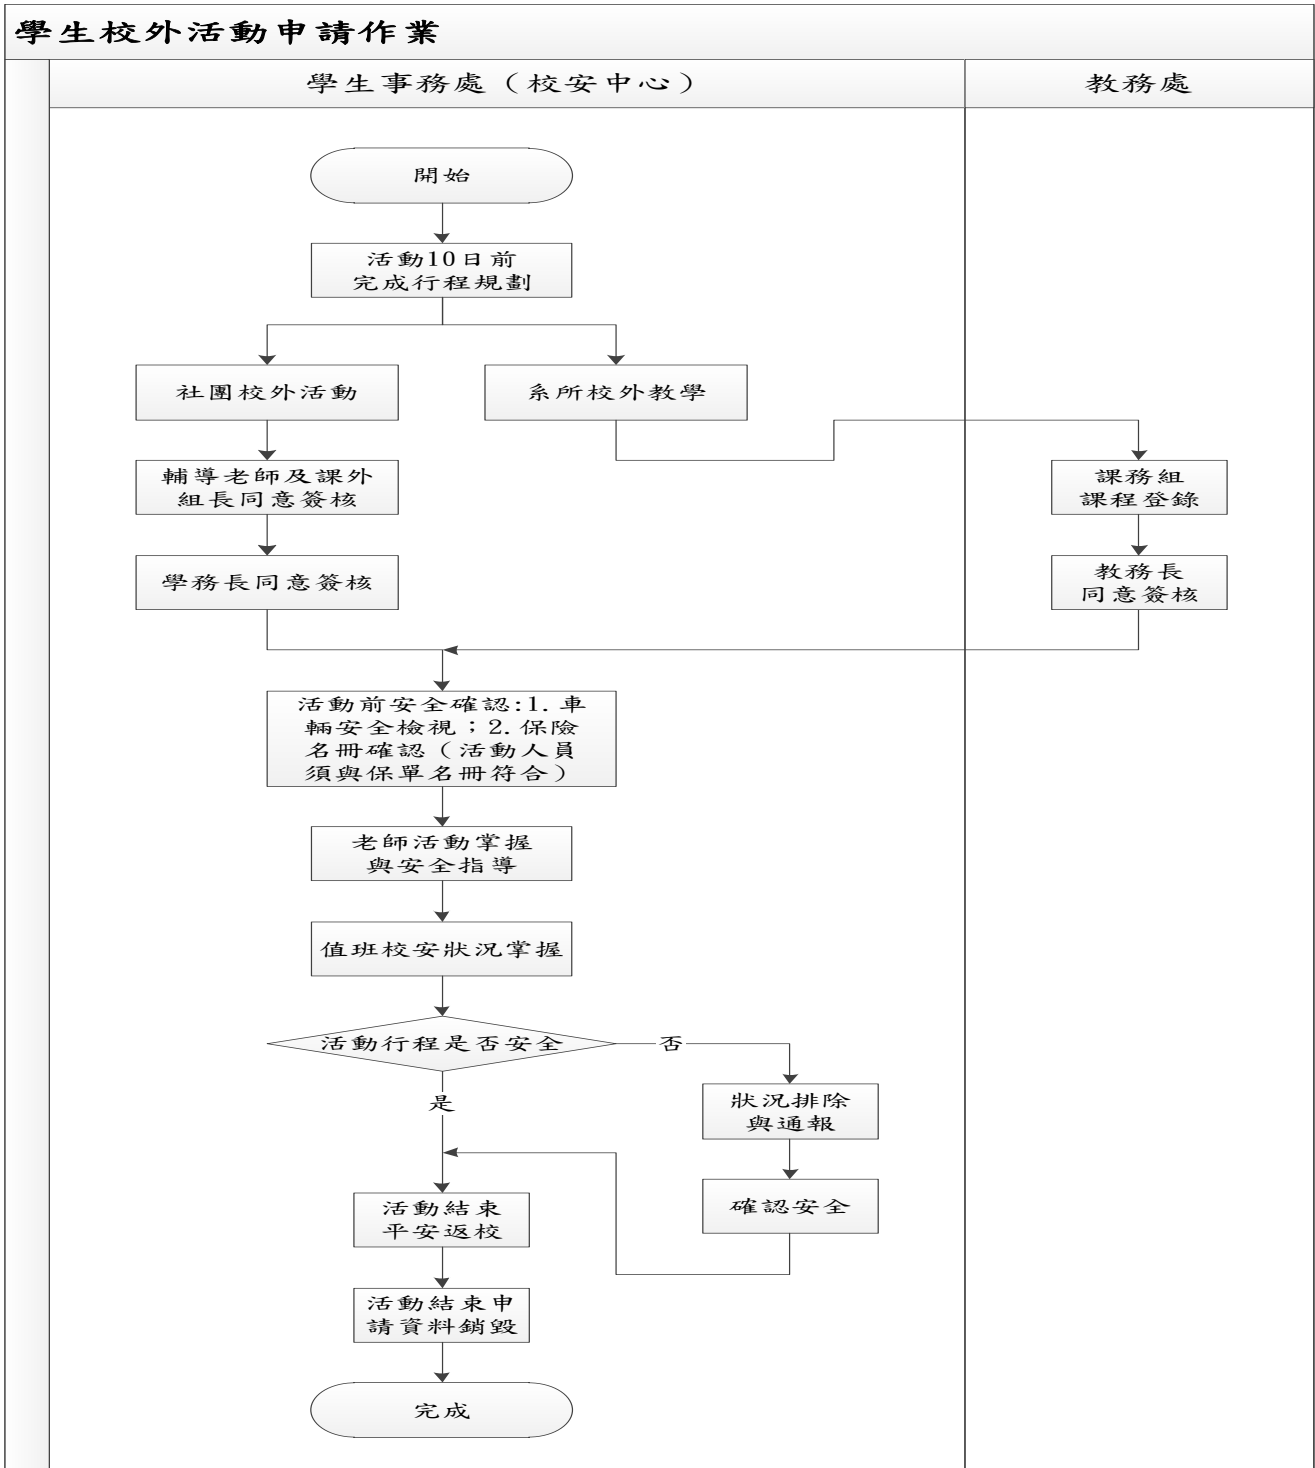 學生校外活動申請作業
學生事務處（校安中心）
教務處
開始
活動10日前
完成行程規劃
社團校外活動
系所校外教學
輔導老師及課外
組長同意簽核
課務組
課程登錄
學務長同意簽核
教務長
同意簽核
活動前安全確認:1.車
輛安全檢視；2.保險
名冊確認（活動人員
須與保單名冊符合）
老師活動掌握
與安全指導
值班校安狀況掌握
活動行程是否安全
否
是
狀況排除
與通報
確認安全
活動結束
平安返校
活動結束申
請資料銷毀
完成